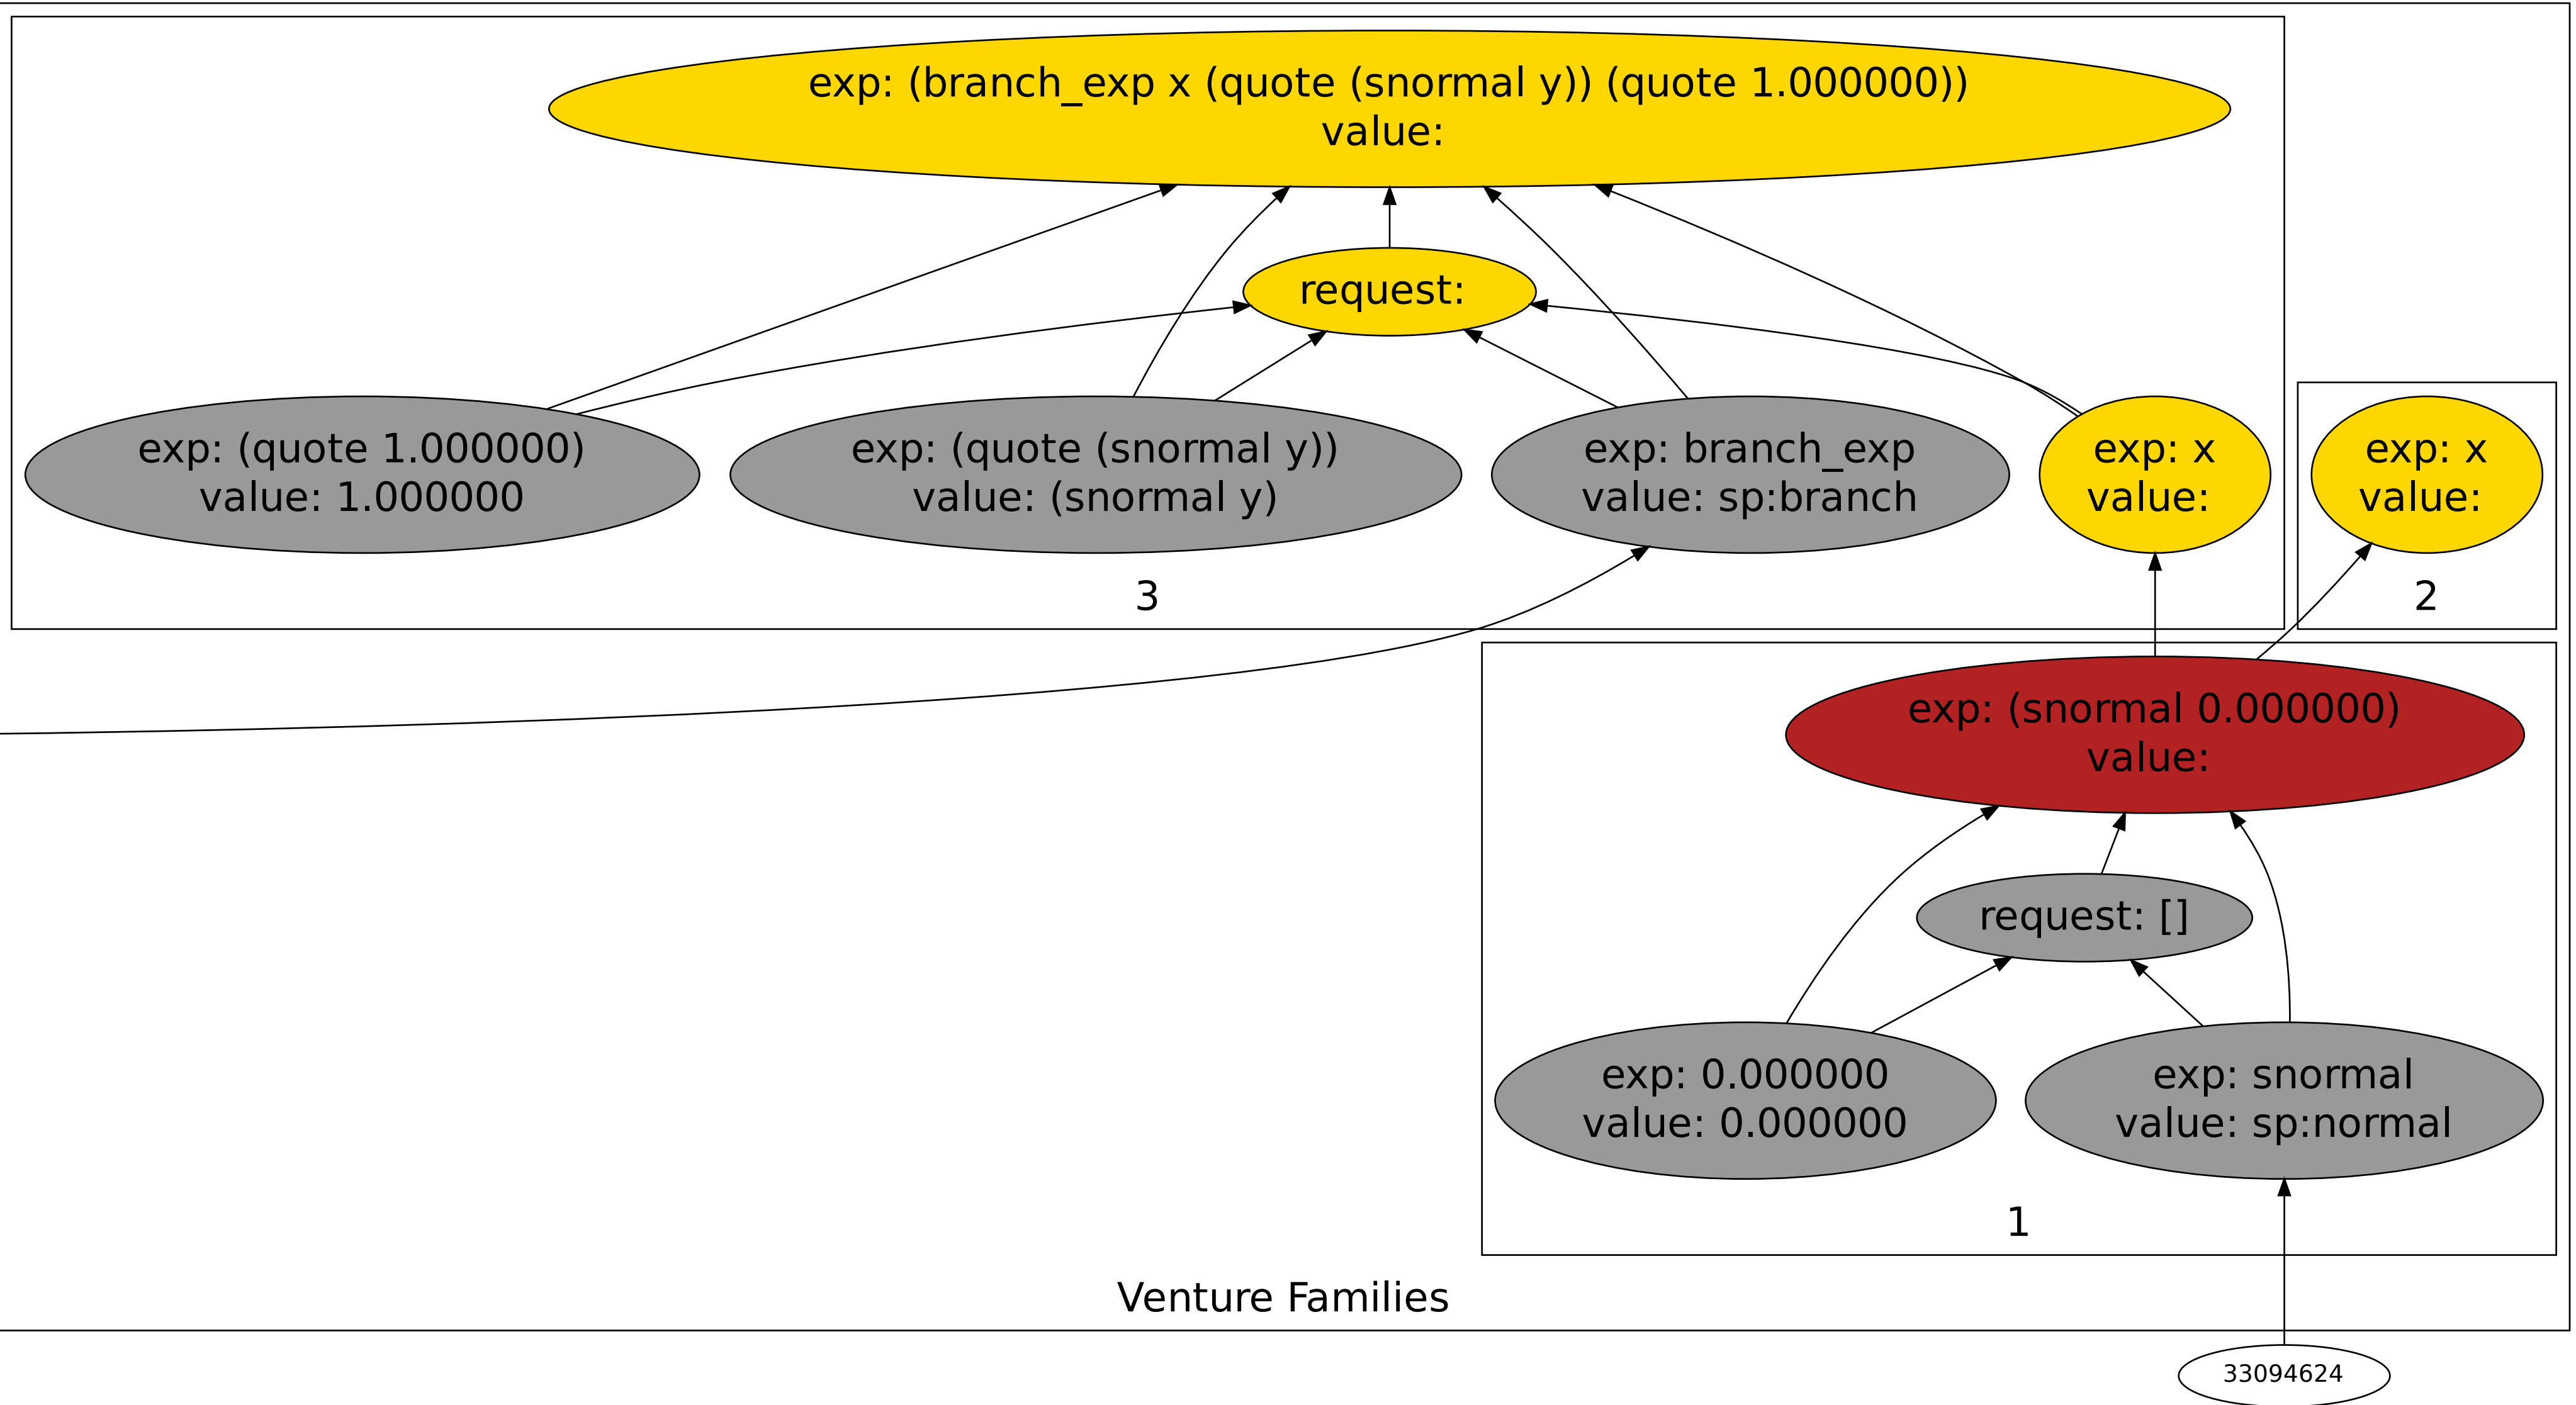 exp: (branch_exp x (quote (snormal y)) (quote 1.000000))
value:
request:
exp: (quote 1.000000)
value: 1.000000
exp: (quote (snormal y))
value: (snormal y)
exp: branch_exp
value: sp:branch
exp: x
value:
exp: x
value:
3
2
exp: (snormal 0.000000)
value:
request: []
exp: 0.000000
value: 0.000000
exp: snormal
value: sp:normal
1
Venture Families
33094624